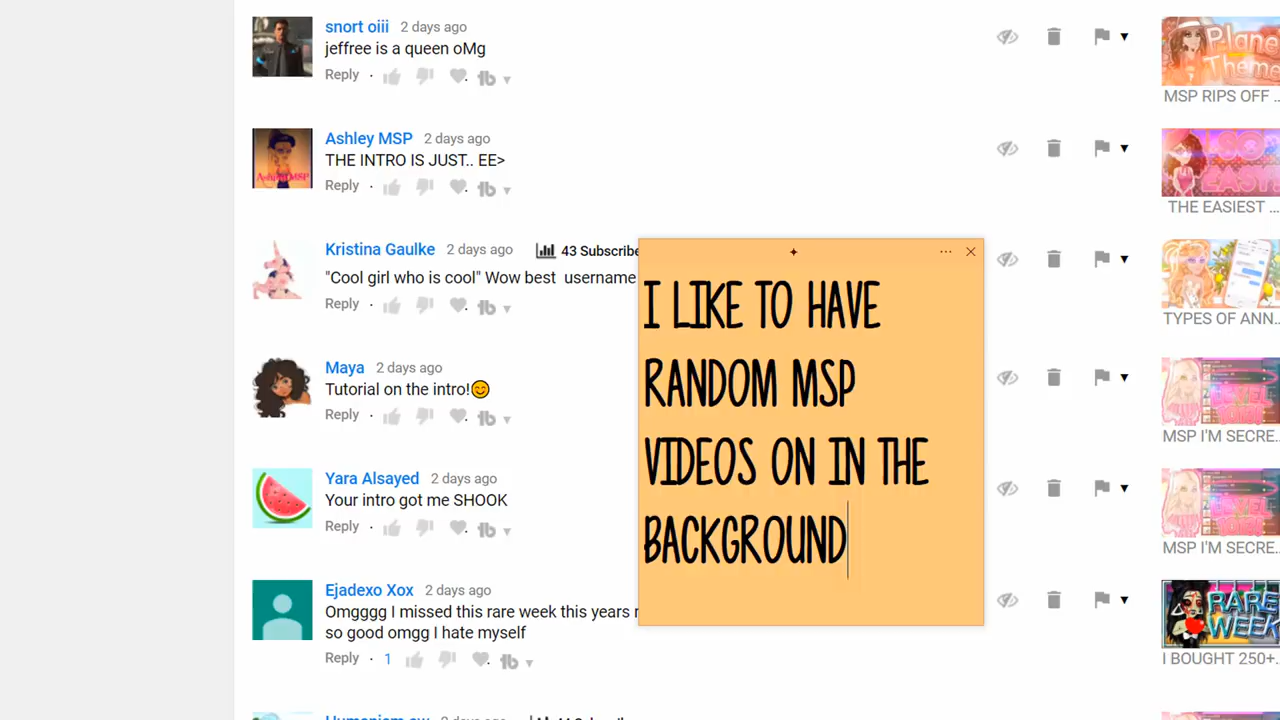 snort oiii 2 days ago
jeffree is a queen oMg
Reply
MSP RIPS OFF ...
Plane
Theme
Ashley MSP 2 days ago
THE INTRO IS JUST.. EE>
Reply
AshleyMSP
SO
EASY
THE EASIEST ...
Kristina Gaulke 2 days ago 43 Subscribe
"Cool girl who is cool" Wow best username
Reply
TYPES OF ANN...
I LIKE TO HAVE
RANDOM MSP
VIDEOS ON IN THE
BACKGROUND
Maya 2 days ago
Tutorial on the intro!😊
Reply
MSP I'M SECRE...
Yara Alsayed 2 days ago
Your intro got me SHOOK
Reply
MSP I'M SECRE...
Ejadexo Xox 2 days ago
Omgggg I missed this rare week this years
so good omgg I hate myself
Reply · 1
RARE
WEEK
I BOUGHT 250+...